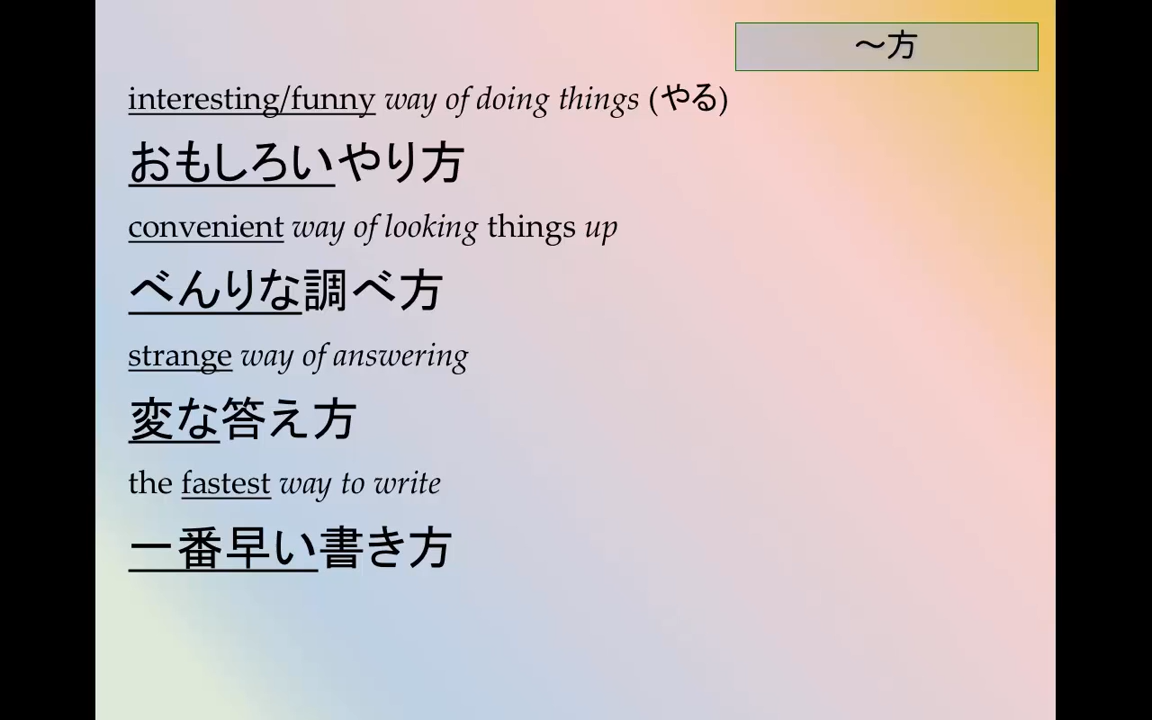 ～方
interesting/funny way of doing things (やる)
おもしろいやり方
convenient way of looking things up
べんりな調べ方
strange way of answering
変な答え方
the fastest way to write
一番早い書き方